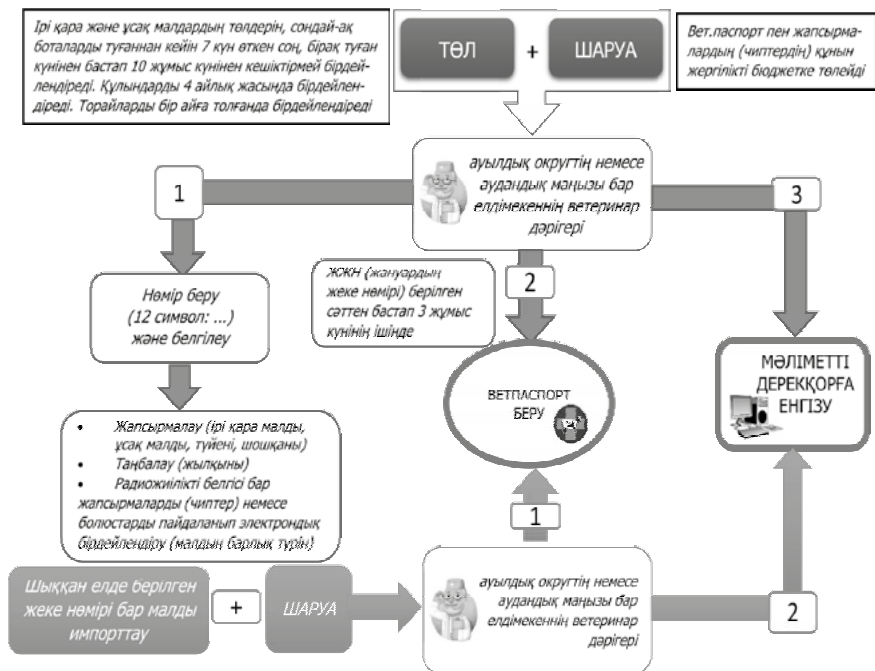 Ірі қара және ұсақ малдардың төлдерін, сондай-ақ
боталарды туғаннан кейін 7 күн өткен соң, бірақ туған
күнінен бастап 10 жұмыс күнінен кешіктірмей бірдей-
лендіреді. Құлындарды 4 айлық жасында бірдейлен-
діреді. Торайларды бір айға толғанда бірдейлендіреді
ТӨЛ + ШАРУА
Вет.паспорт пен жапсырма-
лардың (чиптердің) құнын
жергілікті бюджетке төлейді
ауылдық округтің немесе
аудандық маңызы бар
елдімекеннің ветеринар
дәрігері
1
3
2
Нөмір беру
(12 символ: ...)
және белгілеу
ЖЖН (жануардың
жеке нөмірі) берілген
сәттен бастап 3 жұмыс
күнінің ішінде
ВЕТПАСПОРТ
БЕРУ
МӘЛІМЕТТІ
ДЕРЕКҚОРҒА
ЕНГІЗУ
• Жапсырмалау (ірі қара малды,
ұсақ малды, түйені, шошқаны)
• Таңбалау (жылқыны)
• Радиожиілікті белгісі бар
жапсырмаларды (чиптер) немесе
болюстарды пайдаланып электрондық
бірдейлендіру (малдың барлық түрін)
1
Шыққан елде берілген
жеке нөмірі бар малды
импорттау
+
ШАРУА
ауылдық округтің немесе
аудандық маңызы бар
елдімекеннің ветеринар
дәрігері
2